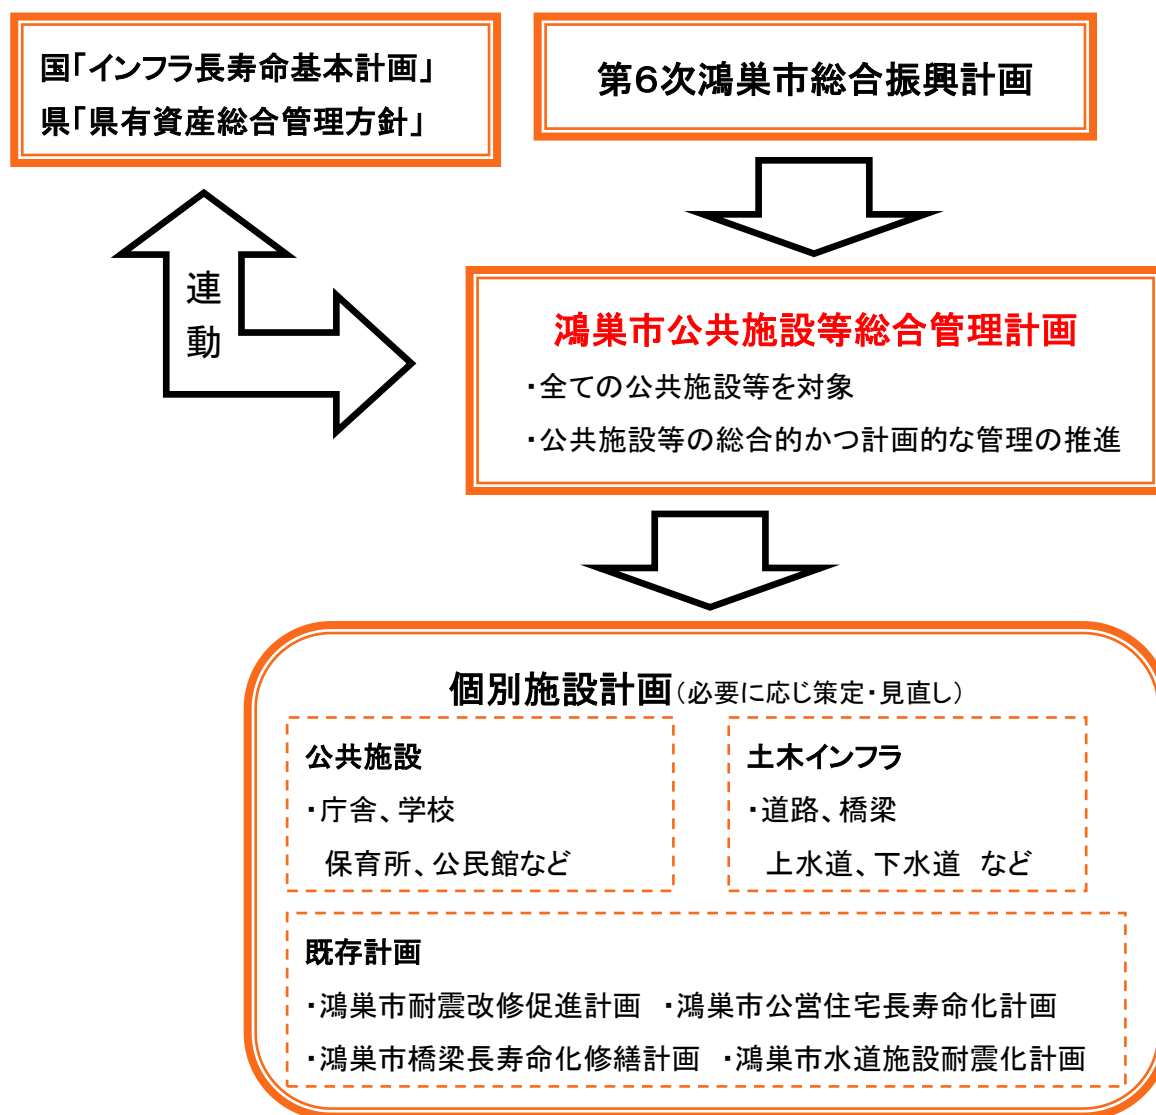 国「インフラ長寿命基本計画」
県「県有資産総合管理方針」
第6次鴻巣市総合振興計画
連
動
鴻巣市公共施設等総合管理計画
・全ての公共施設等を対象
・公共施設等の総合的かつ計画的な管理の推進
個別施設計画(必要に応じ策定・見直し)
公共施設
・庁舎、学校
保育所、公民館など
土木インフラ
・道路、橋梁
上水道、下水道 など
既存計画
・鴻巣市耐震改修促進計画 ・鴻巣市公営住宅長寿命化計画
・鴻巣市橋梁長寿命化修繕計画 ・鴻巣市水道施設耐震化計画